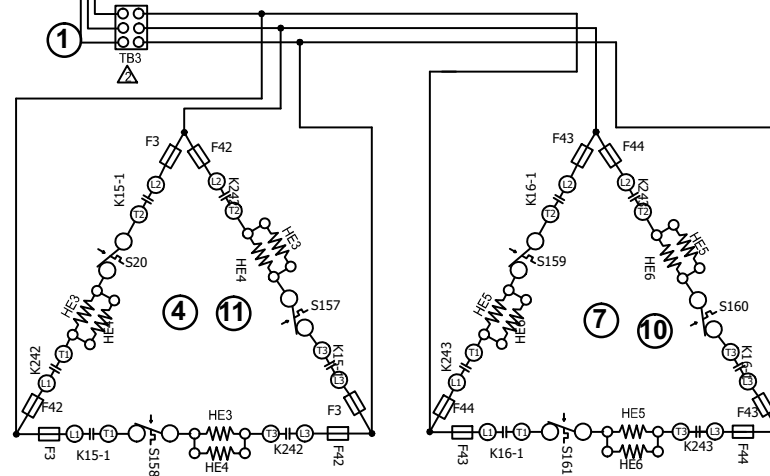 1
TB3
2
F3
F42
F43
F44
L2
L2
L2
L2
K15-1
K242
K16-1
K243
T2
T2
T2
T2
S20
HE3
HE4
S159
HE5
HE6
S157
S160
HE3
HE4
4
11
HE5
HE6
7
10
K242
T1
T3
K15-1
K243
T1
T3
K16-1
L1
L3
L1
L3
F42
F3
F44
F43
L1
T1
HE3
T3
L3
L1
T1
HE5
T3
L3
F3
K15-1
S158
HE4
K242
F42
F43
K16-1
S161
HE6
K243
F44